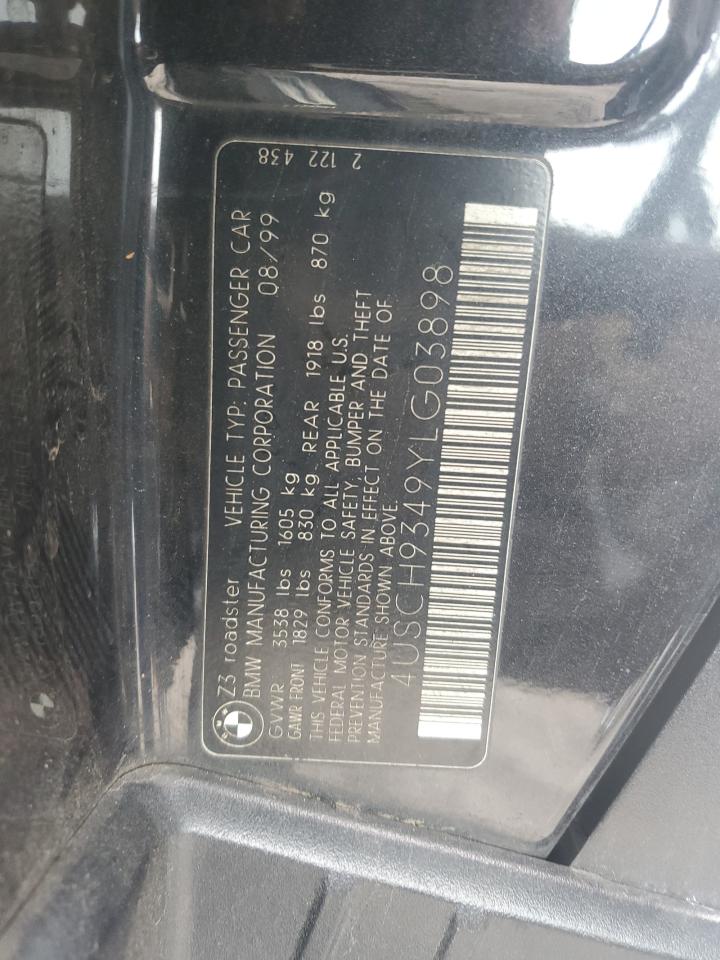 Z3 roadster VEHICLE TYP: PASSENGER CAR
BMW MANUFACTURING CORPORATION 08/99
GVWR 3538 lbs 1605 kg
GAWR FRONT 1829 lbs 830 kg REAR 1918 lbs 870 kg
THIS VEHICLE CONFORMS TO ALL APPLICABLE U.S.
FEDERAL MOTOR VEHICLE SAFETY, BUMPER AND THEFT
PREVENTION STANDARDS IN EFFECT ON THE DATE OF
MANUFACTURE SHOWN ABOVE.
4USCH9349YLG03898
2 122 438